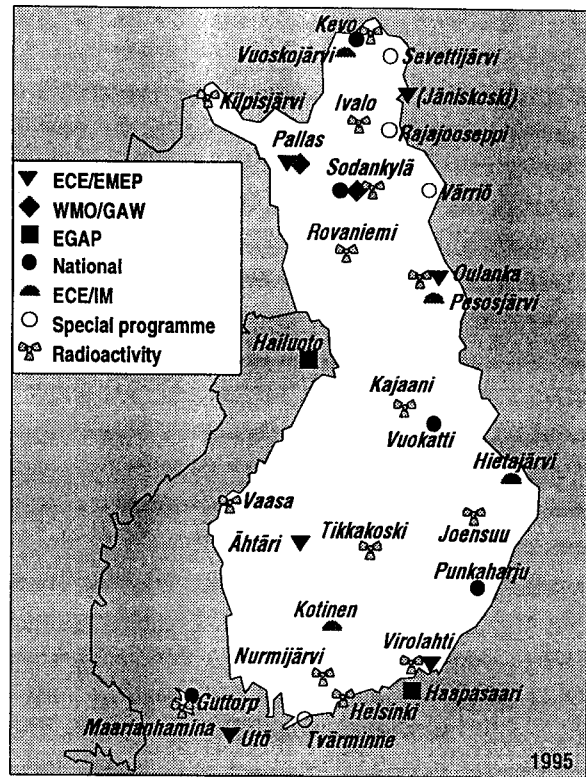 Kevo
Vuoskojärvi
Sevettijärvi
(Jäniskoski)
Kilpisjärvi
Ivalo
Rajajooseppi
Pallas
Sodankylä
Värriö
ECE/EMEP
WMO/GAW
EGAP
National
ECE/IM
Special programme
Radioactivity
Rovaniemi
Oulanka
Pesosjärvi
Hailuoto
Kajaani
Vuokatti
Hietajärvi
Vaasa
Ähtäri
Tikkakoski
Joensuu
Punkaharju
Kotinen
Virolahti
Nurmijärvi
Haapasaari
Guttorp
Helsinki
Maarianhamina
Utö
Tvärminne
1995